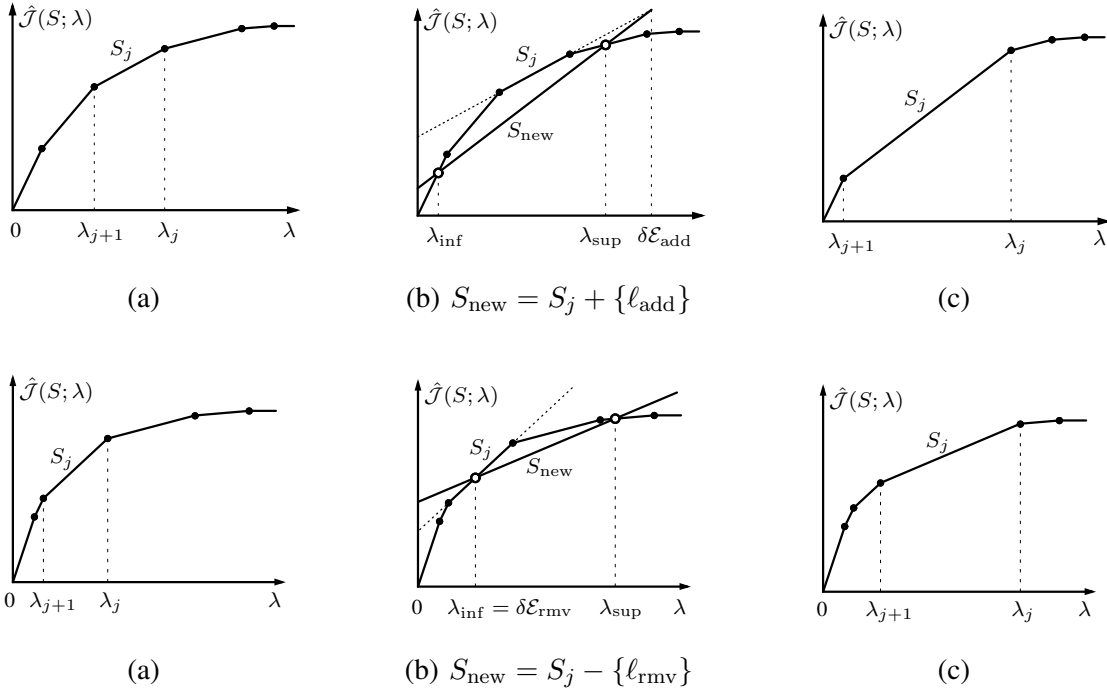 𝒥̂(S; λ)
S_j
0
λ_{j+1}
λ_j
λ
(a)
𝒥̂(S; λ)
S_j
S_new
λ_inf
λ_sup
δℰ_add
(b) S_new = S_j + {ℓ_add}
𝒥̂(S; λ)
S_j
λ_{j+1}
λ_j
λ
(c)
𝒥̂(S; λ)
S_j
0
λ_{j+1}
λ_j
λ
(a)
𝒥̂(S; λ)
S_j
S_new
0
λ_inf = δℰ_rmv
λ_sup
λ
(b) S_new = S_j − {ℓ_rmv}
𝒥̂(S; λ)
S_j
0
λ_{j+1}
λ_j
λ
(c)